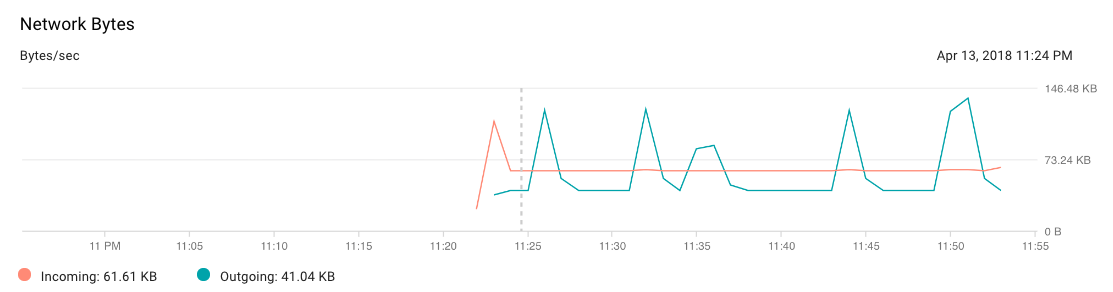 Network Bytes
Bytes/sec
Apr 13, 2018 11:24 PM
146.48 KB
73.24 KB
0 B
11 PM 11:05 11:10 11:15 11:20 11:25 11:30 11:35 11:40 11:45 11:50 11:55
Incoming: 61.61 KB Outgoing: 41.04 KB